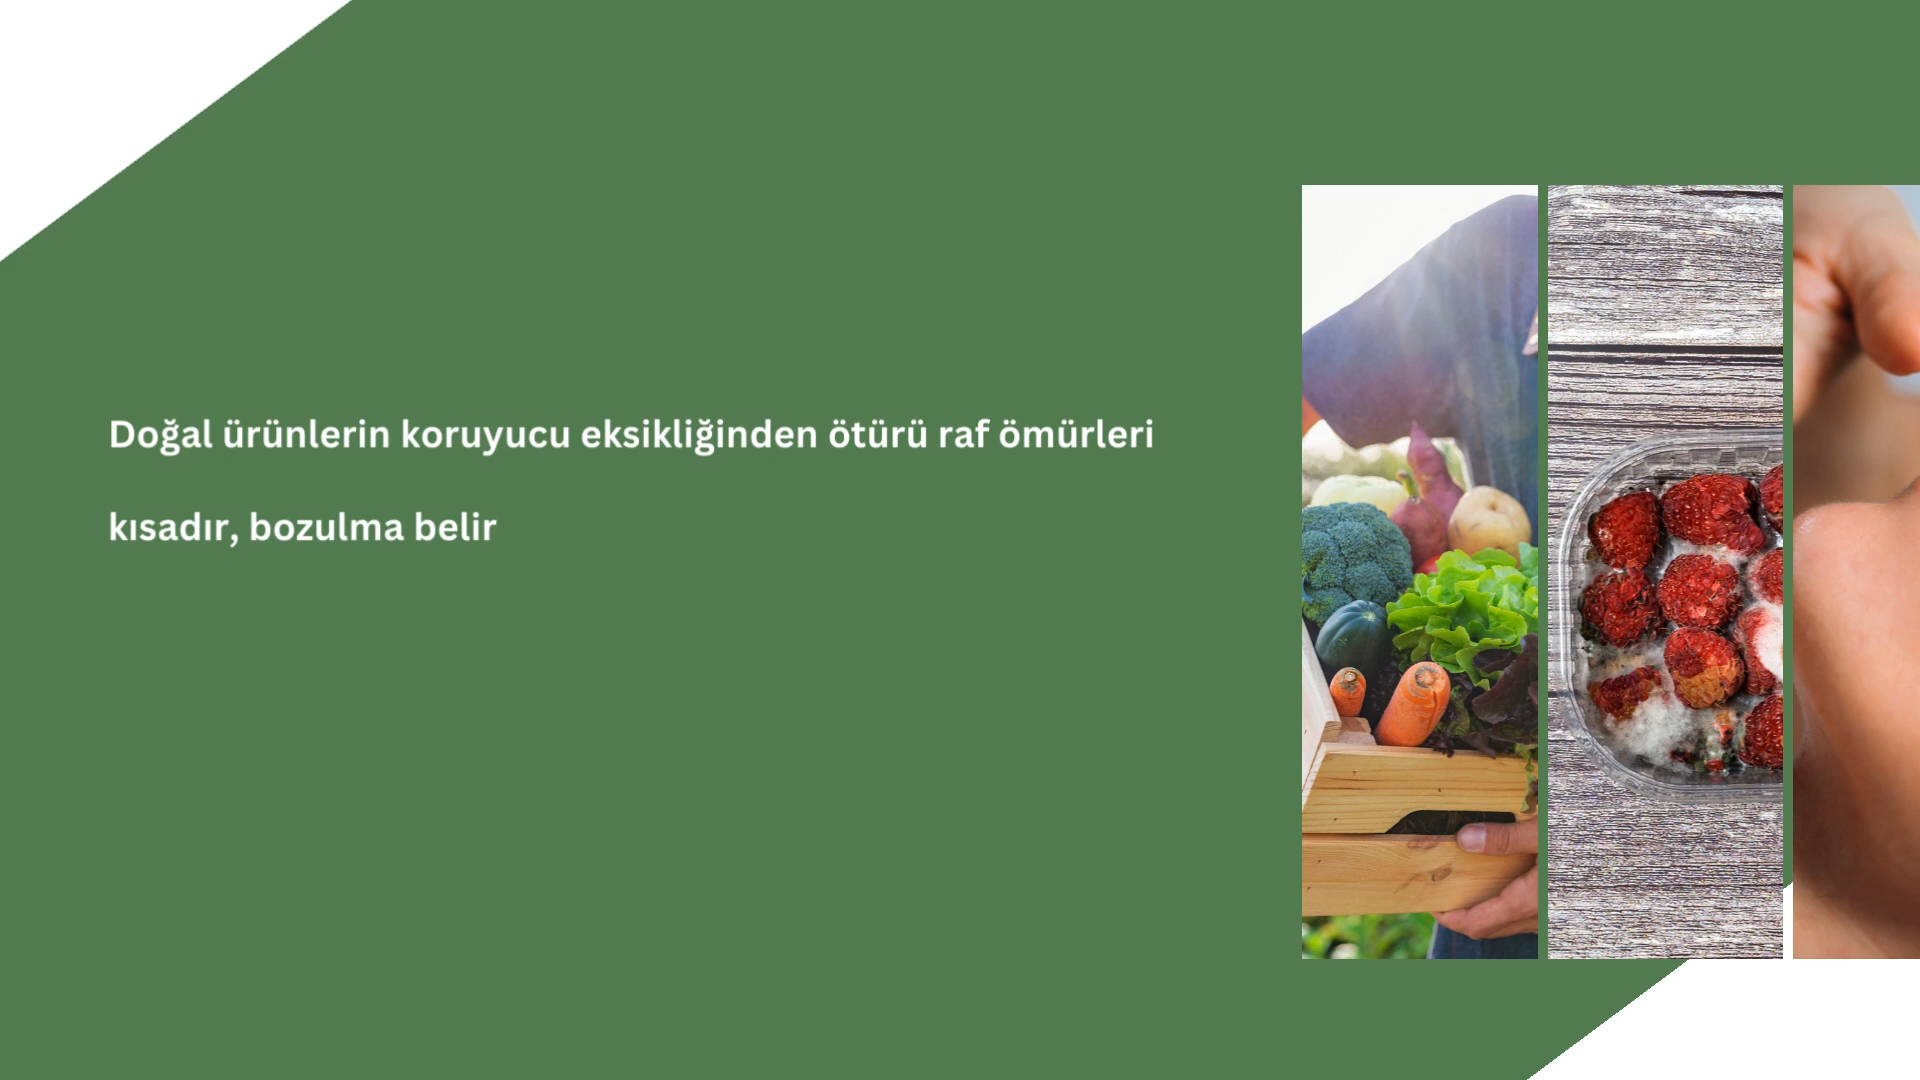 Doğal ürünlerin koruyucu eksikliğinden ötürü raf ömürleri
kısadır, bozulma belir